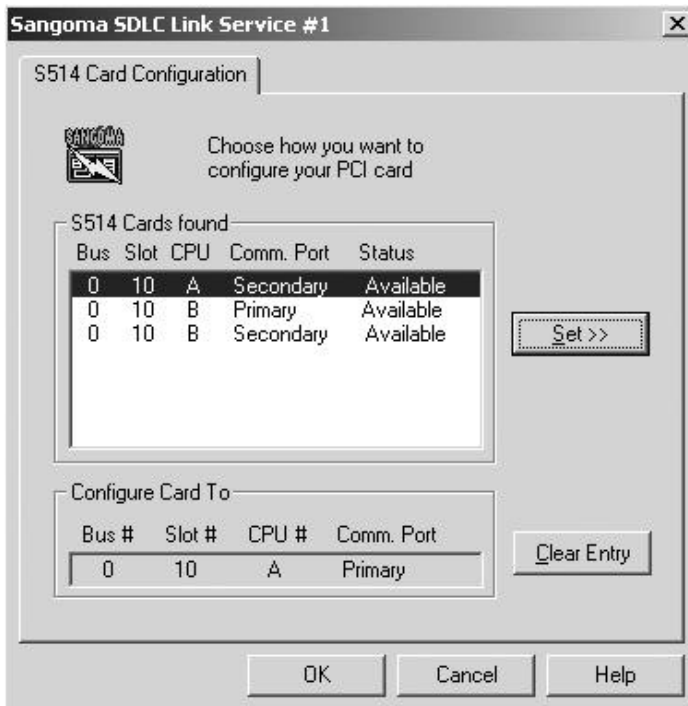 Sangoma SDLC Link Service #1
S514 Card Configuration
SANGOMA
Choose how you want to
configure your PCI card
S514 Cards found
Bus Slot CPU Comm. Port Status
0 10 A Secondary Available
0 10 B Primary Available
0 10 B Secondary Available
Set >>
Configure Card To
Bus # Slot # CPU # Comm. Port
0 10 A Primary
Clear Entry
OK Cancel Help